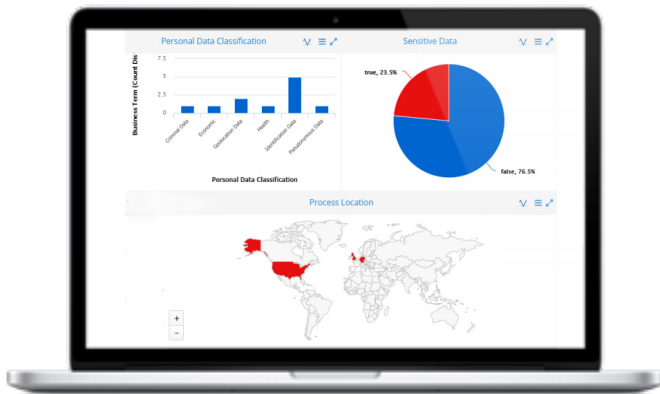 Personal Data Classification
Sensitive Data
Business Term (Count Dis
7.5
5
2.5
0
Criminal Data
Economic
Geolocation Data
Health
Identification Data
Pseudonymous Data
Personal Data Classification
true, 23.5%
false, 76.5%
Process Location
+
−